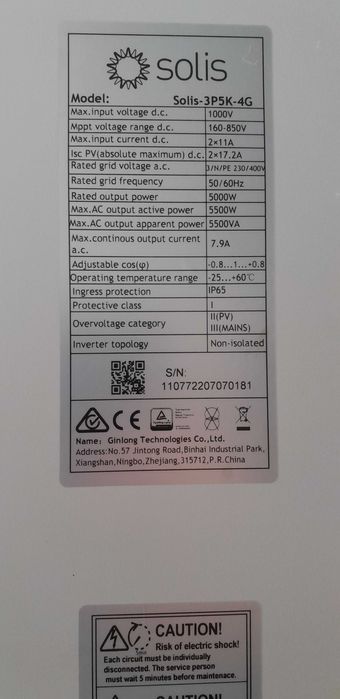 solis
Model: Solis-3P5K-4G
Max.input voltage d.c. 1000V
Mppt voltage range d.c. 160-850V
Max.input current d.c. 2×11A
Isc PV(absolute maximum) d.c. 2×17.2A
Rated grid voltage a.c. 3/N/PE 230/400V
Rated grid frequency 50/60Hz
Rated output power 5000W
Max.AC output active power 5500W
Max.AC output apparent power 5500VA
Max.continous output current a.c. 7.9A
Adjustable cos(φ) -0.8...1...+0.8
Operating temperature range -25...+60℃
Ingress protection IP65
Protective class I
Overvoltage category II(PV)
III(MAINS)
Inverter topology Non-isolated
S/N:
110772207070181
CE
Name: Ginlong Technologies Co.,Ltd.
Address:No.57 Jintong Road,Binhai Industrial Park,
Xiangshan,Ningbo,Zhejiang,315712,P.R.China
CAUTION!
Risk of electric shock!
Each circuit must be individually
disconnected. The service person
must wait 5 minutes before maintenace.
CAUTION!